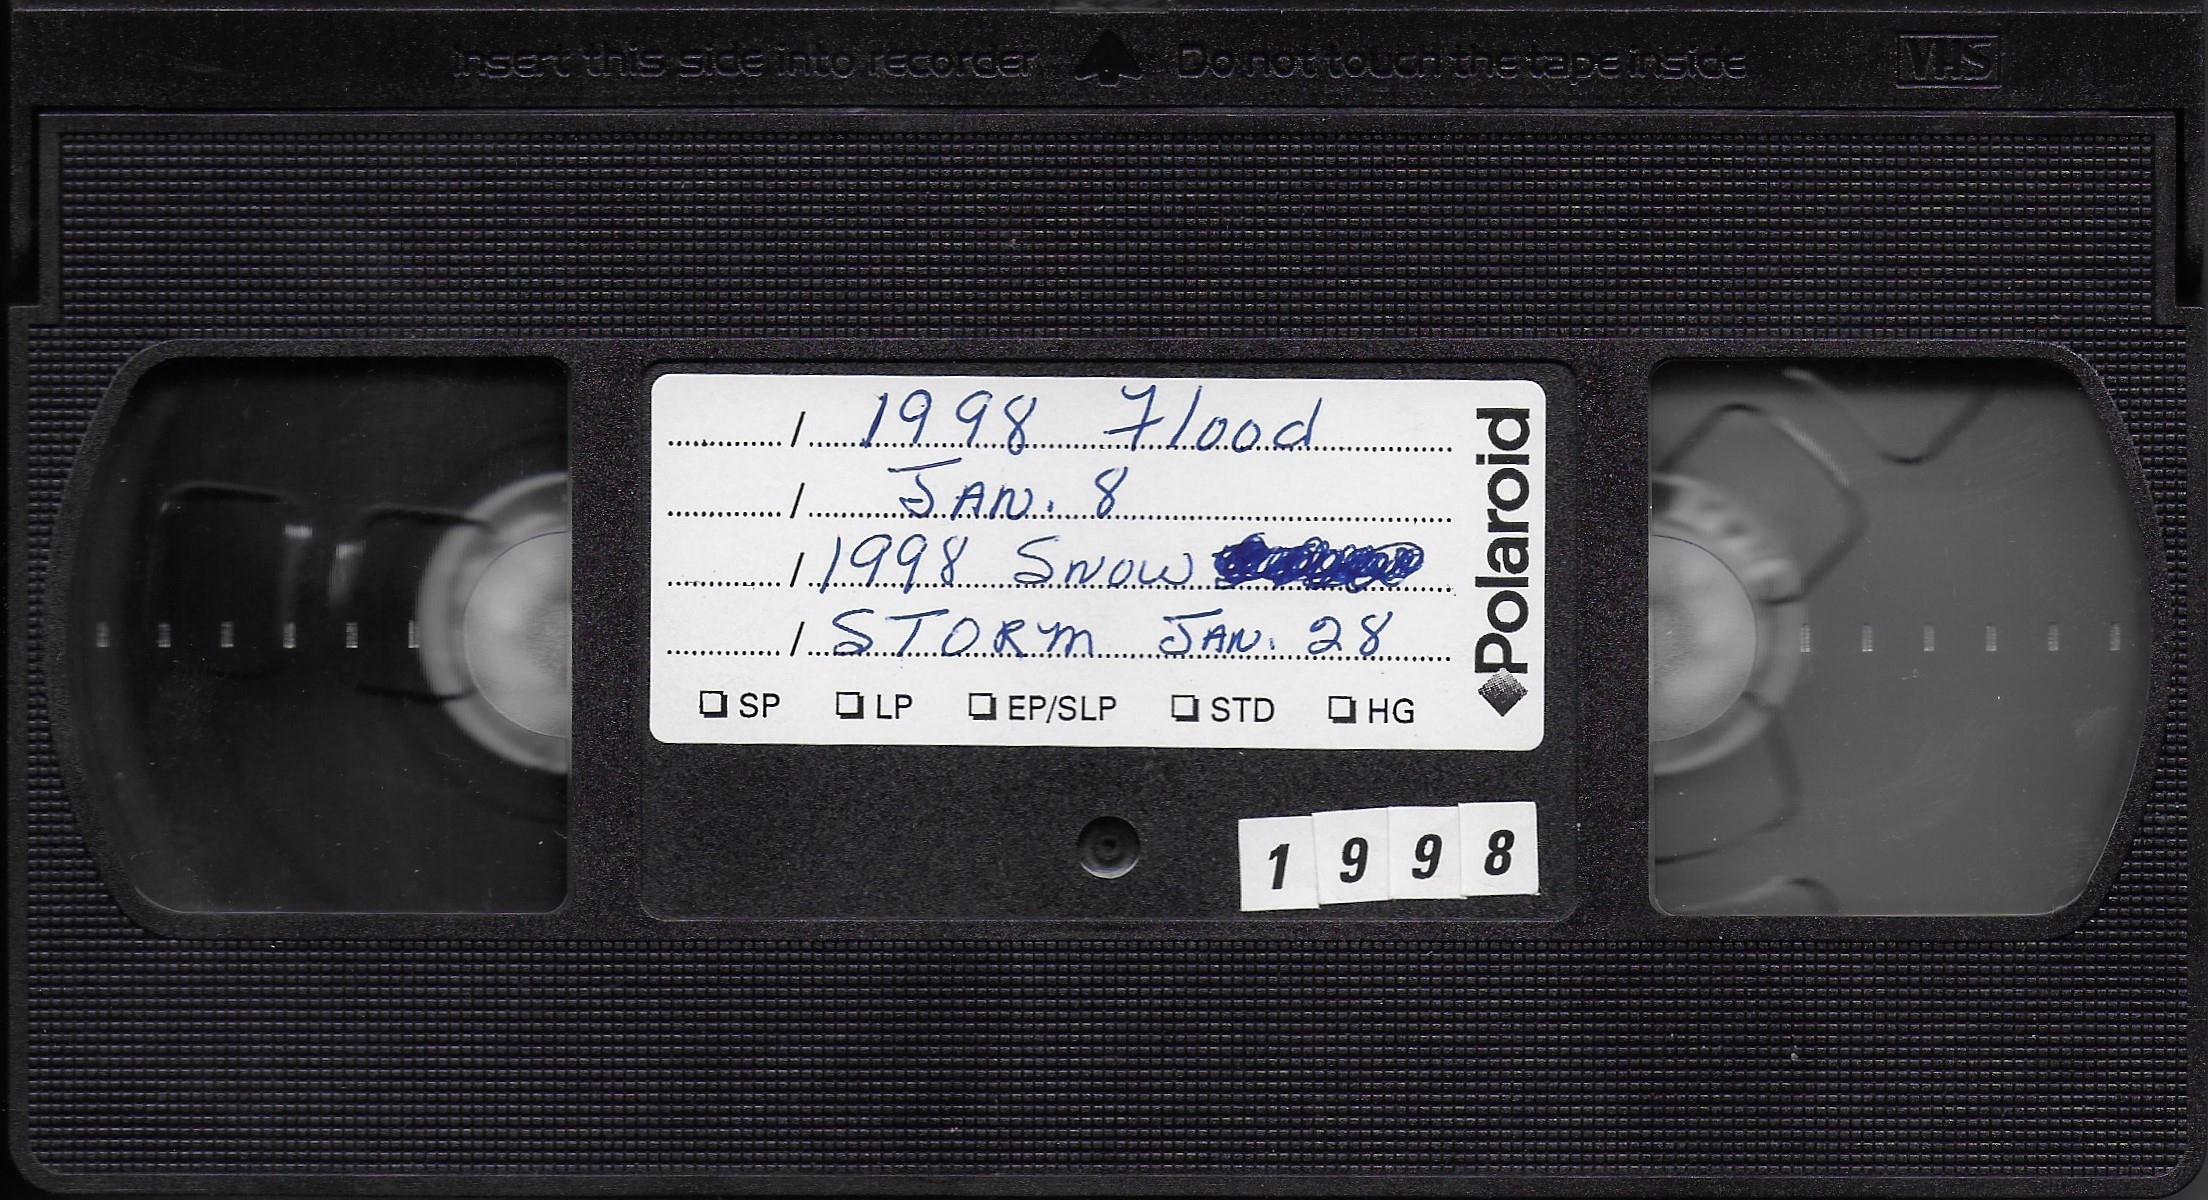 Insert this side into recorder Do not touch the tape inside VHS
/ 1998 Flood
/ JAN. 8
/ 1998 SNOW
/ STORM JAN. 28
SP LP EP/SLP STD HG
Polaroid
1998